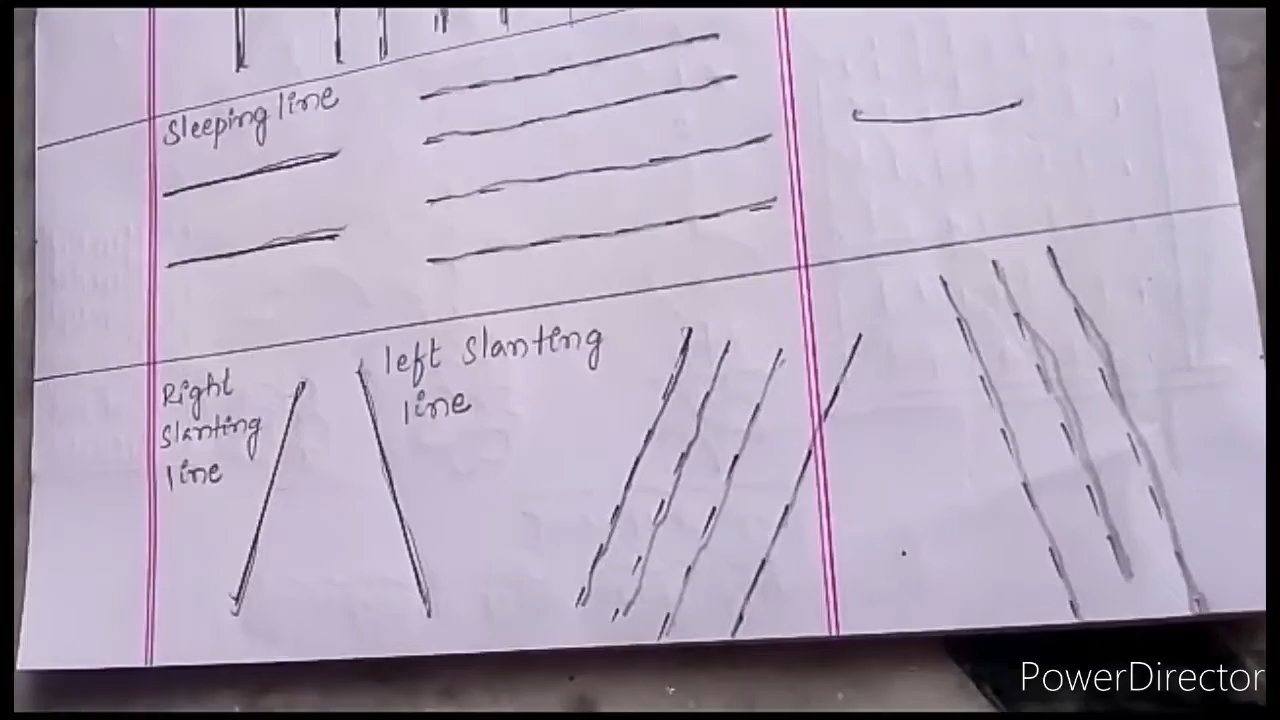 Sleeping line
Right
Slanting
line
left Slanting
line
PowerDirector